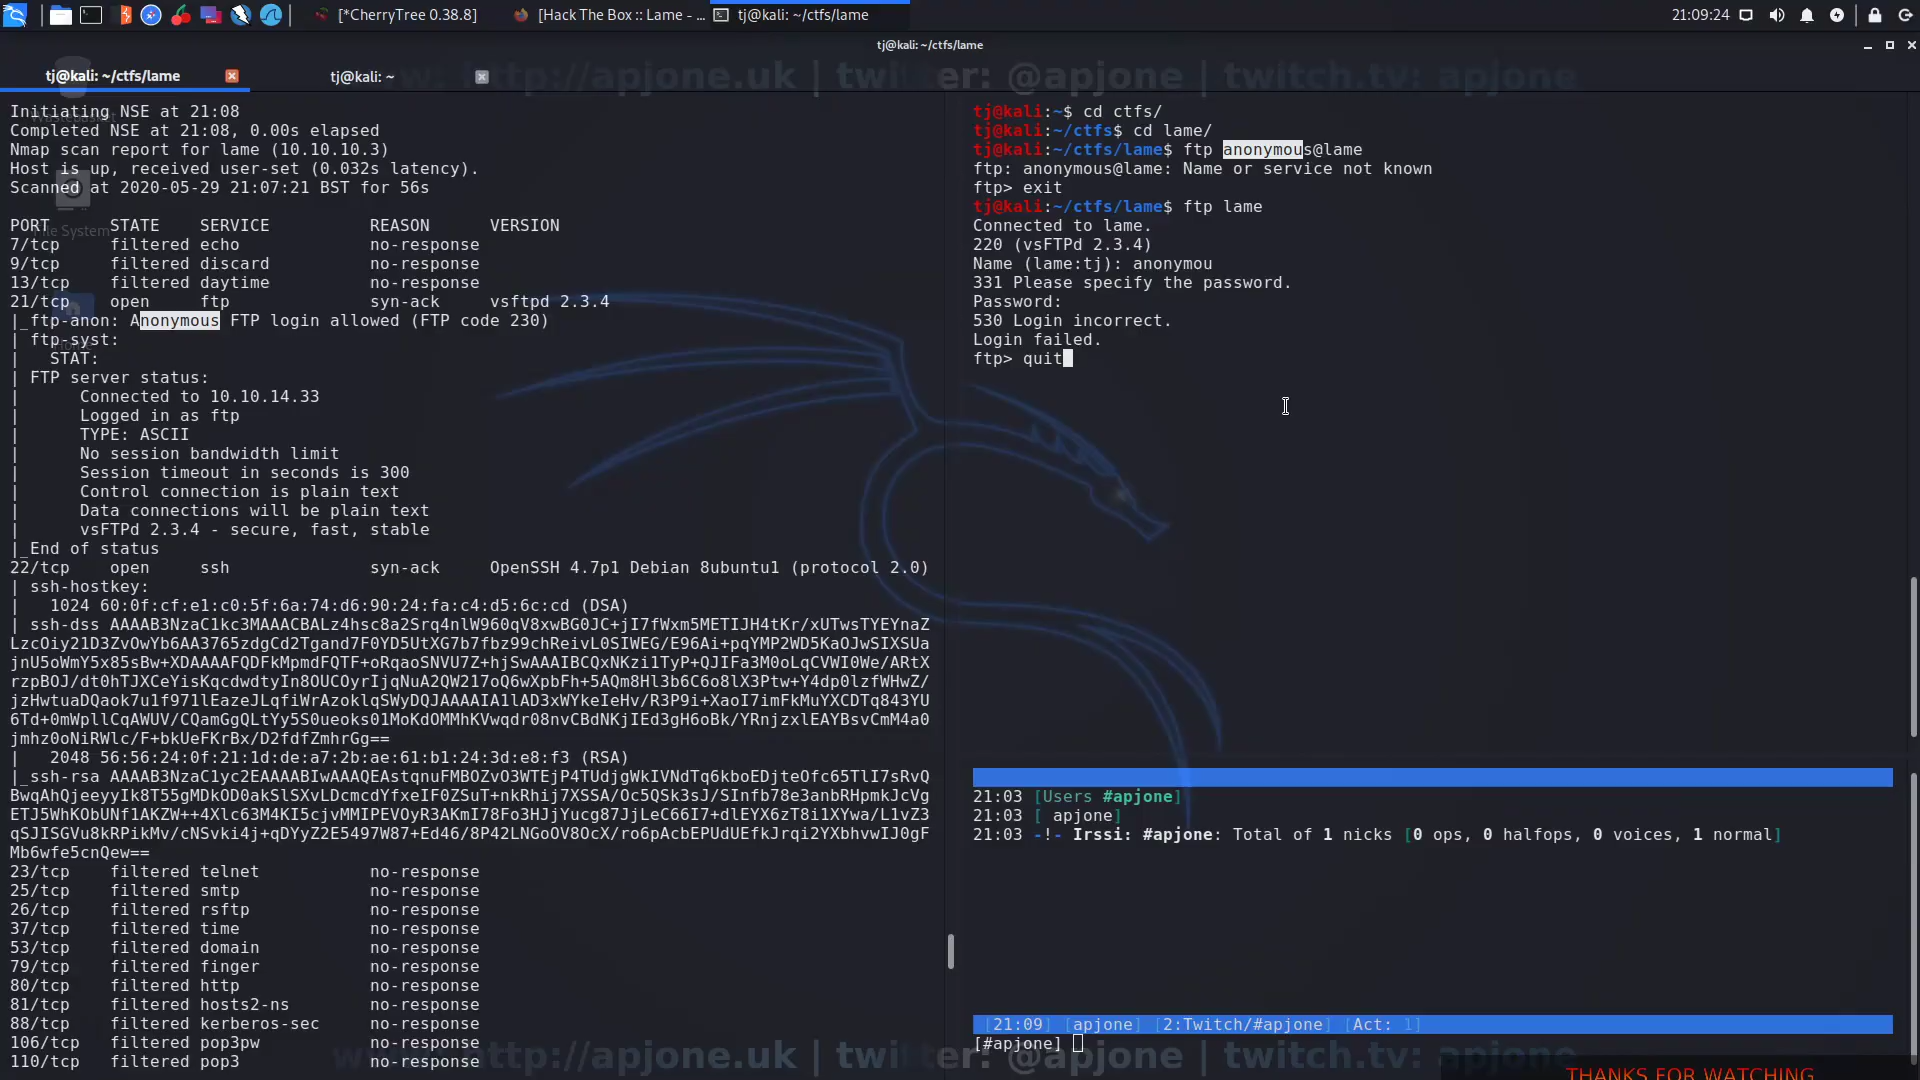 [*CherryTree 0.38.8]
[Hack The Box :: Lame - ...
tj@kali: ~/ctfs/lame
21:09:24
tj@kali: ~/ctfs/lame
tj@kali: ~/ctfs/lame
tj@kali: ~
http://apjone.uk | twitter: @apjone | twitch.tv: apjone
Initiating NSE at 21:08
Completed NSE at 21:08, 0.00s elapsed
Nmap scan report for lame (10.10.10.3)
Host is up, received user-set (0.032s latency).
Scanned at 2020-05-29 21:07:21 BST for 56s
PORT STATE SERVICE REASON VERSION
File System
7/tcp filtered echo no-response
9/tcp filtered discard no-response
13/tcp filtered daytime no-response
21/tcp open ftp syn-ack vsftpd 2.3.4
|_ftp-anon: Anonymous FTP login allowed (FTP code 230)
| ftp-syst:
| STAT:
| FTP server status:
| Connected to 10.10.14.33
| Logged in as ftp
| TYPE: ASCII
| No session bandwidth limit
| Session timeout in seconds is 300
| Control connection is plain text
| Data connections will be plain text
| vsFTPd 2.3.4 - secure, fast, stable
|_End of status
22/tcp open ssh syn-ack OpenSSH 4.7p1 Debian 8ubuntu1 (protocol 2.0)
| ssh-hostkey:
| 1024 60:0f:cf:e1:c0:5f:6a:74:d6:90:24:fa:c4:d5:6c:cd (DSA)
| ssh-dss AAAAB3NzaC1kc3MAAACBALz4hsc8a2Srq4nlW960qV8xwBG0JC+jI7fWxm5METIJH4tKr/xUTwsTYEYnaZ
LzcOiy21D3ZvOwYb6AA3765zdgCd2Tgand7F0YD5UtXG7b7fbz99chReivL0SIWEG/E96Ai+pqYMP2WD5KaOJwSIXSUa
jnU5oWmY5x85sBw+XDAAAAFQDFkMpmdFQTF+oRqaoSNVU7Z+hjSwAAAIBCQxNKzi1TyP+QJIFa3M0oLqCVWI0We/ARtX
rzpBOJ/dt0hTJXCeYisKqcdwdtyIn8OUCOyrIjqNuA2QW217oQ6wXpbFh+5AQm8Hl3b6C6o8lX3Ptw+Y4dp0lzfWHwZ/
jzHwtuaDQaok7u1f971lEazeJLqfiWrAzoklqSWyDQJAAAAIA1lAD3xWYkeIeHv/R3P9i+XaoI7imFkMuYXCDTq843YU
6Td+0mWpllCqAWUV/CQamGgQLtYy5S0ueoks01MoKdOMMhKVwqdr08nvCBdNKjIEd3gH6oBk/YRnjzxlEAYBsvCmM4a0
jmhz0oNiRWlc/F+bkUeFKrBx/D2fdfZmhrGg==
| 2048 56:56:24:0f:21:1d:de:a7:2b:ae:61:b1:24:3d:e8:f3 (RSA)
|_ssh-rsa AAAAB3NzaC1yc2EAAAABIwAAAQEAstqnuFMBOZvO3WTEjP4TUdjgWkIVNdTq6kboEDjteOfc65TlI7sRvQ
BwqAhQjeeyyIk8T55gMDkOD0akSlSXvLDcmcdYfxeIF0ZSuT+nkRhij7XSSA/Oc5QSk3sJ/SInfb78e3anbRHpmkJcVg
ETJ5WhKObUNf1AKZW++4Xlc63M4KI5cjvMMIPEVOyR3AKmI78Fo3HJjYucg87JjLeC66I7+dlEYX6zT8i1XYwa/L1vZ3
qSJISGVu8kRPikMv/cNSvki4j+qDYyZ2E5497W87+Ed46/8P42LNGoOV8OcX/ro6pAcbEPUdUEfkJrqi2YXbhvwIJ0gF
Mb6wfe5cnQew==
23/tcp filtered telnet no-response
25/tcp filtered smtp no-response
26/tcp filtered rsftp no-response
37/tcp filtered time no-response
53/tcp filtered domain no-response
79/tcp filtered finger no-response
80/tcp filtered http no-response
81/tcp filtered hosts2-ns no-response
88/tcp filtered kerberos-sec no-response
106/tcp filtered pop3pw no-response
110/tcp filtered pop3 no-response
tj@kali:~$ cd ctfs/
tj@kali:~/ctfs$ cd lame/
tj@kali:~/ctfs/lame$ ftp anonymous@lame
ftp: anonymous@lame: Name or service not known
ftp> exit
tj@kali:~/ctfs/lame$ ftp lame
Connected to lame.
220 (vsFTPd 2.3.4)
Name (lame:tj): anonymou
331 Please specify the password.
Password:
530 Login incorrect.
Login failed.
ftp> quit
21:03 [Users #apjone]
21:03 [ apjone]
21:03 -!- Irssi: #apjone: Total of 1 nicks [0 ops, 0 halfops, 0 voices, 1 normal]
[21:09] [apjone] [2:Twitch/#apjone] [Act: 1]
[#apjone]
http://apjone.uk | twitter: @apjone | twitch.tv: apjone
THANKS FOR WATCHING